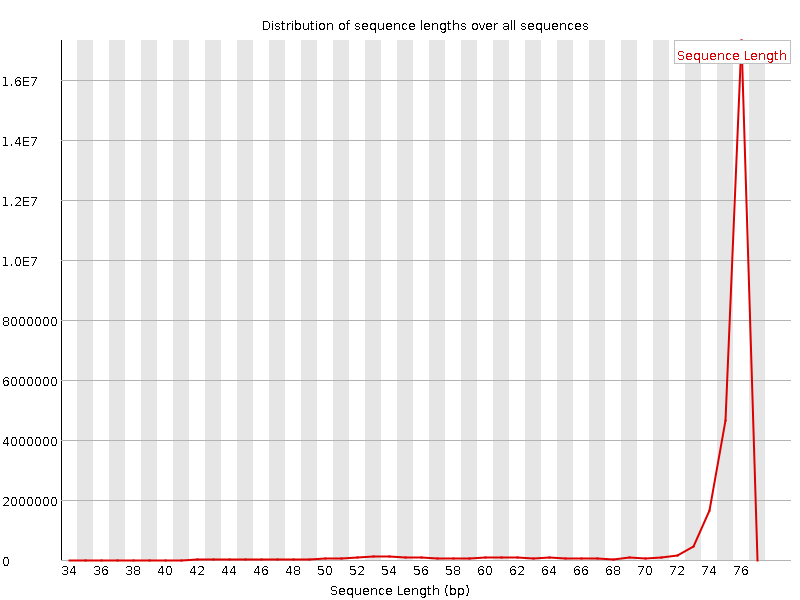 Distribution of sequence lengths over all sequences
Sequence Length
1.6E7
1.4E7
1.2E7
1.0E7
8000000
6000000
4000000
2000000
0
34 36 38 40 42 44 46 48 50 52 54 56 58 60 62 64 66 68 70 72 74 76
Sequence Length (bp)